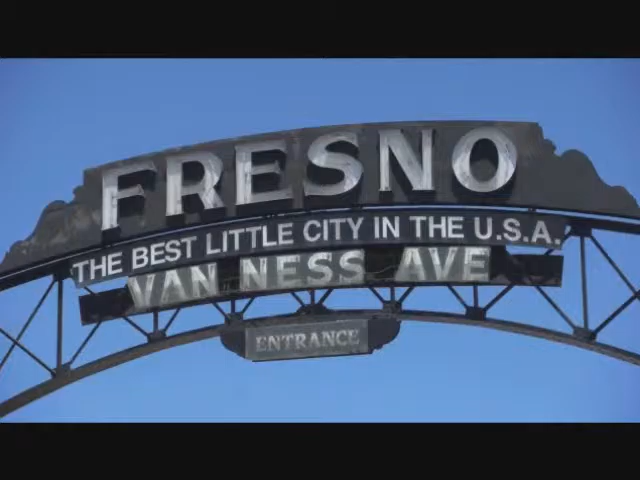 FRESNO
THE BEST LITTLE CITY IN THE U.S.A.
VAN NESS AVE
ENTRANCE